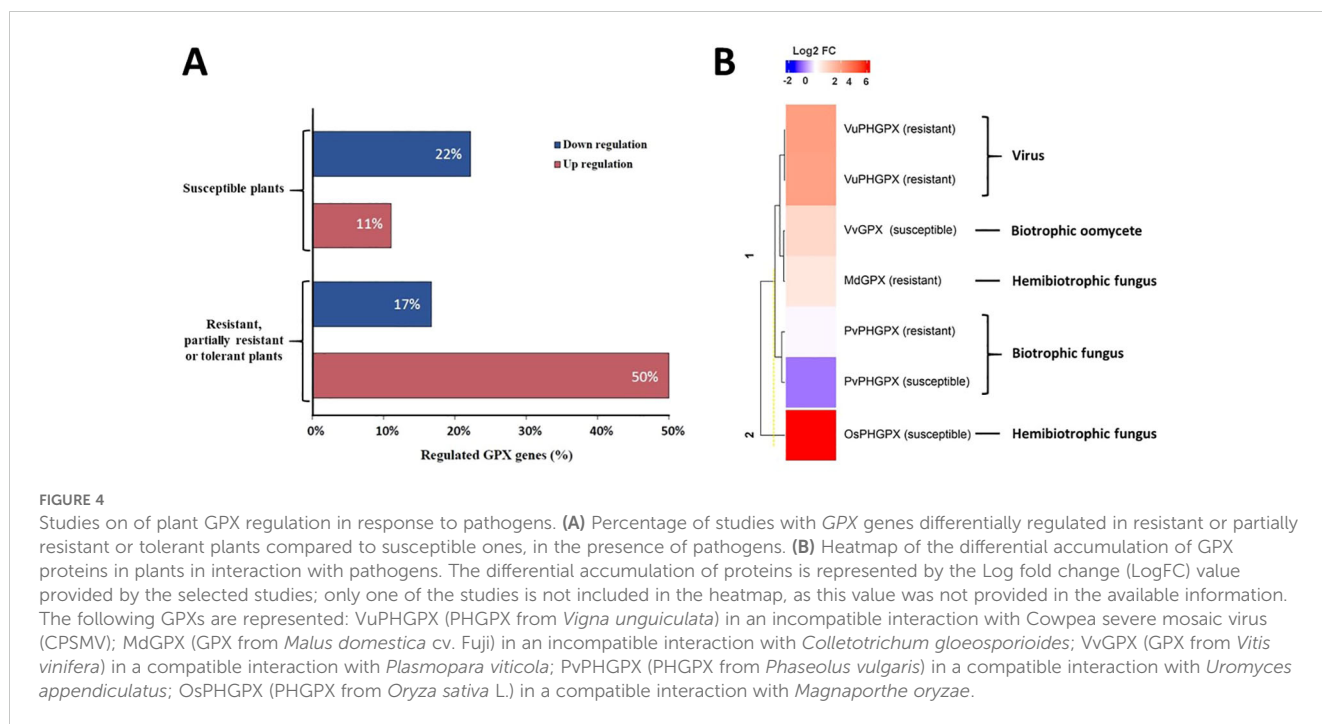 A
Down regulation
Up regulation
Susceptible plants
22%
11%
Resistant,
partially resistant
or tolerant plants
17%
50%
0% 10% 20% 30% 40% 50%
Regulated GPX genes (%)
B
Log2 FC
-2 0 2 4 6
VuPHGPX (resistant)
VuPHGPX (resistant)
Virus
VvGPX (susceptible)
Biotrophic oomycete
1
MdGPX (resistant)
Hemibiotrophic fungus
PvPHGPX (resistant)
Biotrophic fungus
PvPHGPX (susceptible)
2
OsPHGPX (susceptible)
Hemibiotrophic fungus
FIGURE 4
Studies on of plant GPX regulation in response to pathogens. (A) Percentage of studies with GPX genes differentially regulated in resistant or partially
resistant or tolerant plants compared to susceptible ones, in the presence of pathogens. (B) Heatmap of the differential accumulation of GPX
proteins in plants in interaction with pathogens. The differential accumulation of proteins is represented by the Log fold change (LogFC) value
provided by the selected studies; only one of the studies is not included in the heatmap, as this value was not provided in the available information.
The following GPXs are represented: VuPHGPX (PHGPX from Vigna unguiculata) in an incompatible interaction with Cowpea severe mosaic virus
(CPSMV); MdGPX (GPX from Malus domestica cv. Fuji) in an incompatible interaction with Colletotrichum gloeosporioides; VvGPX (GPX from Vitis
vinifera) in a compatible interaction with Plasmopara viticola; PvPHGPX (PHGPX from Phaseolus vulgaris) in a compatible interaction with Uromyces
appendiculatus; OsPHGPX (PHGPX from Oryza sativa L.) in a compatible interaction with Magnaporthe oryzae.